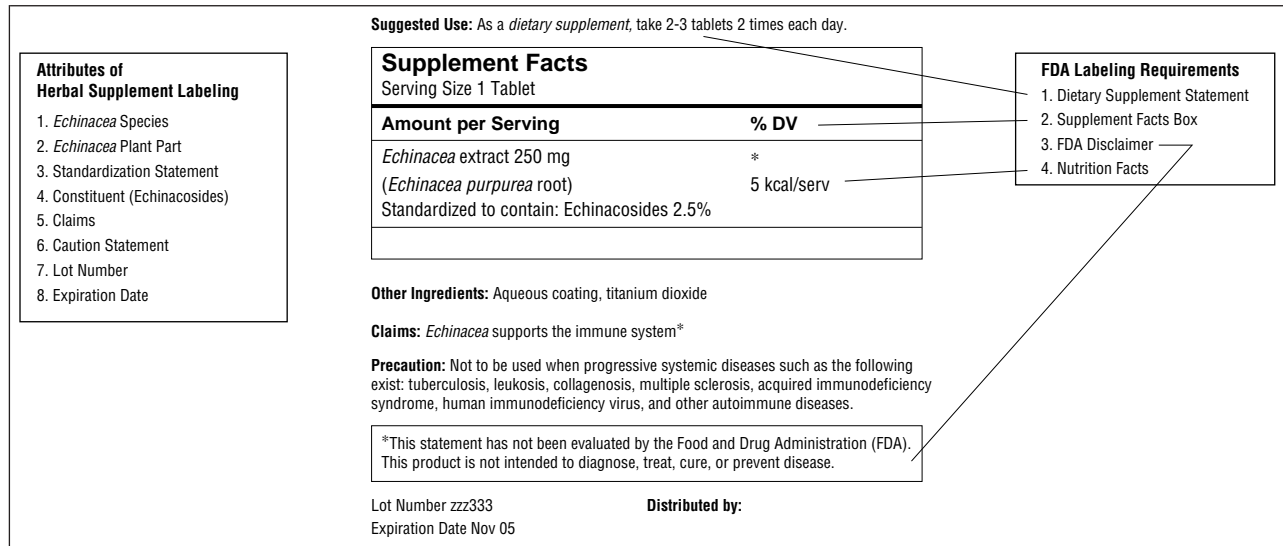 Suggested Use: As a dietary supplement, take 2-3 tablets 2 times each day.
Attributes of
Herbal Supplement Labeling
1. Echinacea Species
2. Echinacea Plant Part
3. Standardization Statement
4. Constituent (Echinacosides)
5. Claims
6. Caution Statement
7. Lot Number
8. Expiration Date
Supplement Facts
Serving Size 1 Tablet
Amount per Serving % DV
Echinacea extract 250 mg *
(Echinacea purpurea root) 5 kcal/serv
Standardized to contain: Echinacosides 2.5%
FDA Labeling Requirements
1. Dietary Supplement Statement
2. Supplement Facts Box
3. FDA Disclaimer
4. Nutrition Facts
Other Ingredients: Aqueous coating, titanium dioxide
Claims: Echinacea supports the immune system*
Precaution: Not to be used when progressive systemic diseases such as the following
exist: tuberculosis, leukosis, collagenosis, multiple sclerosis, acquired immunodeficiency
syndrome, human immunodeficiency virus, and other autoimmune diseases.
*This statement has not been evaluated by the Food and Drug Administration (FDA).
This product is not intended to diagnose, treat, cure, or prevent disease.
Lot Number zzz333 Distributed by:
Expiration Date Nov 05